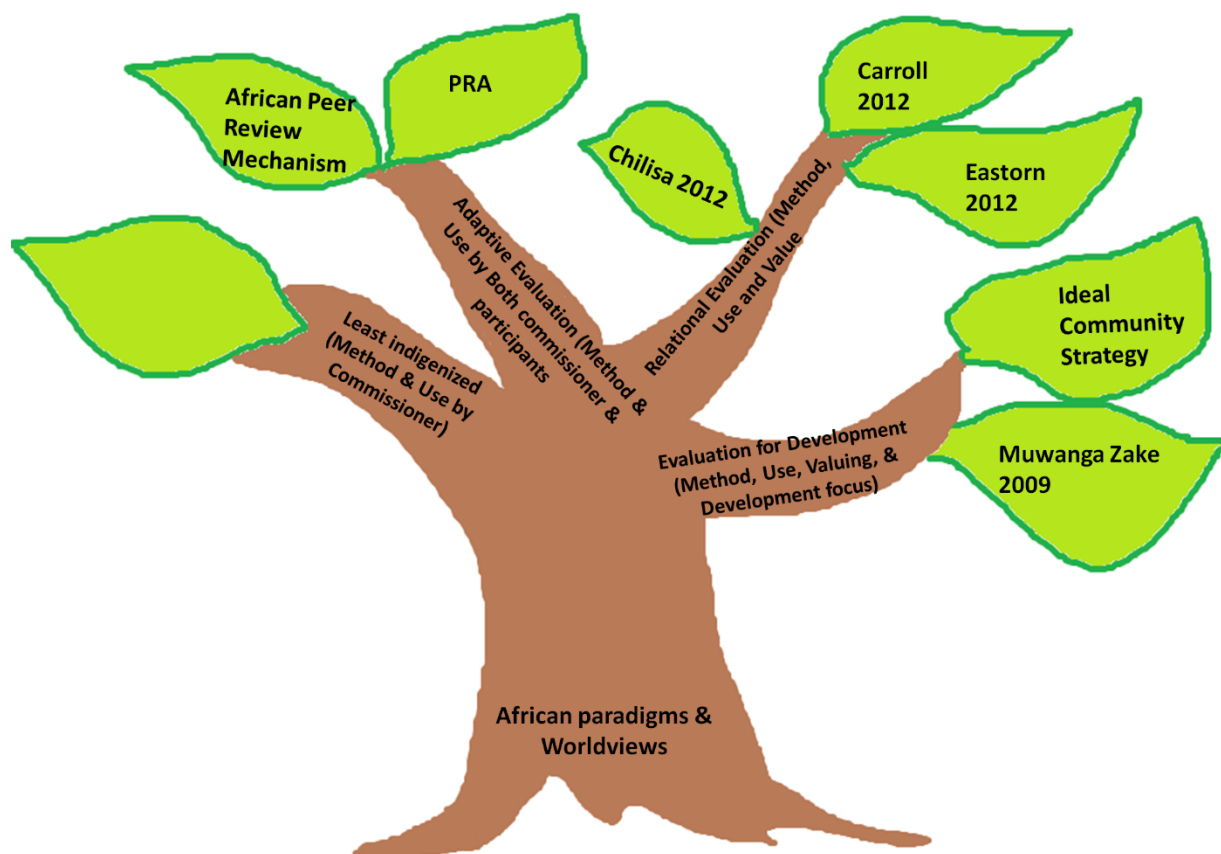 African Peer
Review
Mechanism
PRA
Chilisa 2012
Carroll
2012
Eastorn
2012
Ideal
Community
Strategy
Muwanga Zake
2009
Least indigenized
(Method & Use by
Commissioner)
Adaptive Evaluation (Method &
Use by Both commissioner &
participants
Relational Evaluation (Method,
Use and Value
Evaluation for Development
(Method, Use, Valuing, &
Development focus)
African paradigms &
Worldviews